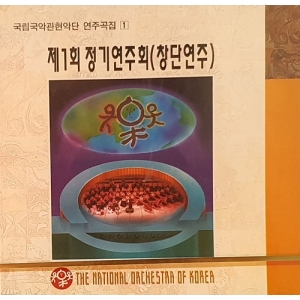 국립국악관현악단 연주곡집 1
제1회 정기연주회(창단연주)
THE NATIONAL ORCHESTRA OF KOREA